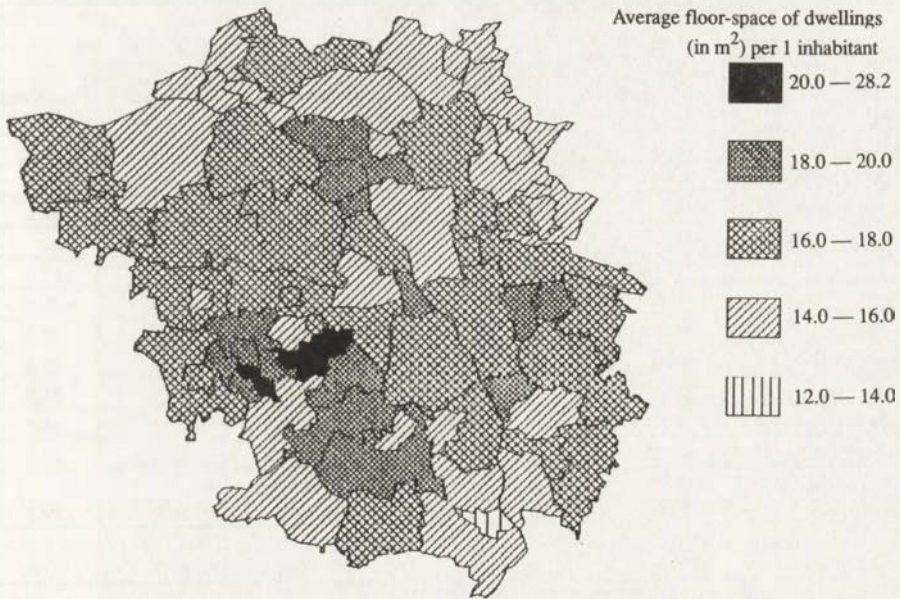 Average floor-space of dwellings
(in m²) per 1 inhabitant
20.0 — 28.2
18.0 — 20.0
16.0 — 18.0
14.0 — 16.0
12.0 — 14.0